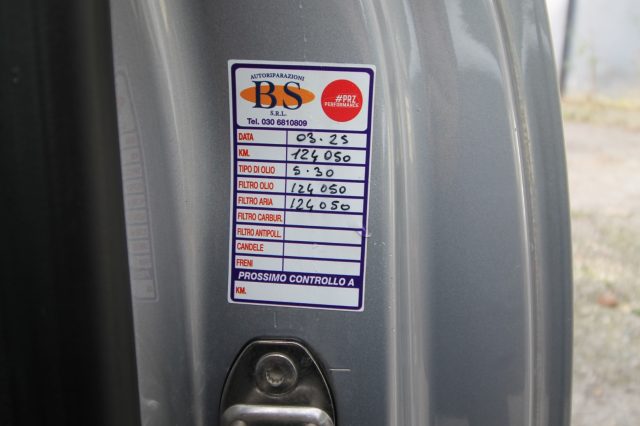 AUTORIPARAZIONI
BS
S.R.L.
#PDZ
PERFORMANCE
Tel. 030 6810809
DATA 03.25
KM. 124050
TIPO DI OLIO 5.30
FILTRO OLIO 124050
FILTRO ARIA 124050
FILTRO CARBUR.
FILTRO ANTIPOLL.
CANDELE
FRENI
PROSSIMO CONTROLLO A
KM.